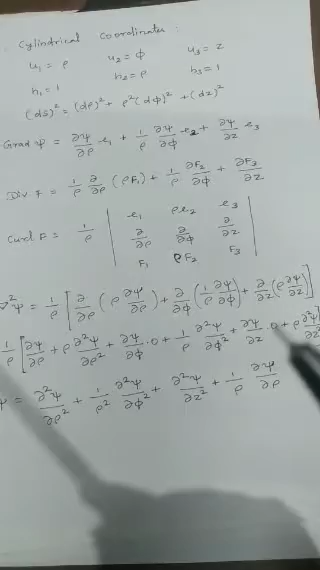 Cylindrical Coordinates :
u₁ = ρ u₂ = ϕ u₃ = z
h₁ = 1 h₂ = ρ h₃ = 1
(ds)² = (dρ)² + ρ²(dϕ)² + (dz)²
Grad ψ = ∂ψ/∂ρ e₁ + 1/ρ ∂ψ/∂ϕ e₂ + ∂ψ/∂z e₃
Div F = 1/ρ ∂/∂ρ (ρF₁) + 1/ρ ∂F₂/∂ϕ + ∂F₃/∂z
e₁ ρe₂ e₃
Curl F = 1/ρ | ∂/∂ρ ∂/∂ϕ ∂/∂z |
F₁ ρF₂ F₃
∇²ψ = 1/ρ [ ∂/∂ρ (ρ ∂ψ/∂ρ) + ∂/∂ϕ (1/ρ ∂ψ/∂ϕ) + ∂/∂z (ρ ∂ψ/∂z) ]
1/ρ [ ∂ψ/∂ρ + ρ ∂²ψ/∂ρ² + ∂ψ/∂ϕ · 0 + 1/ρ ∂²ψ/∂ϕ² + ∂ψ/∂z · 0 + ρ ∂²ψ/∂z²
ψ = ∂²ψ/∂ρ² + 1/ρ² ∂²ψ/∂ϕ² + ∂²ψ/∂z² + 1/ρ ∂ψ/∂ρ